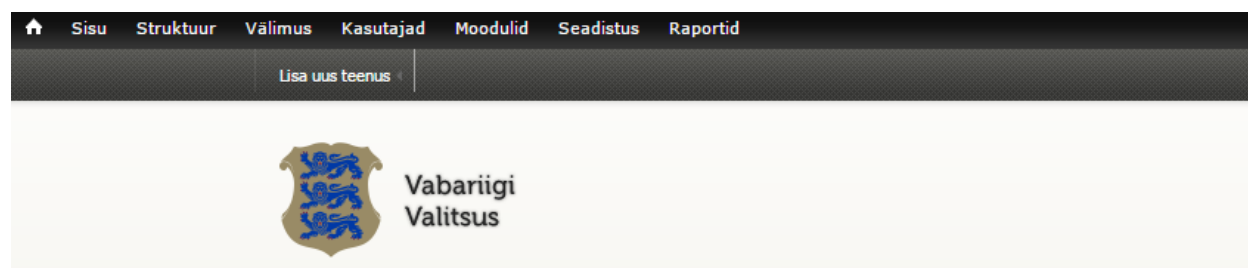 Sisu Struktuur Välimus Kasutajad Moodulid Seadistus Raportid
Lisa uus teenus
Vabariigi
Valitsus